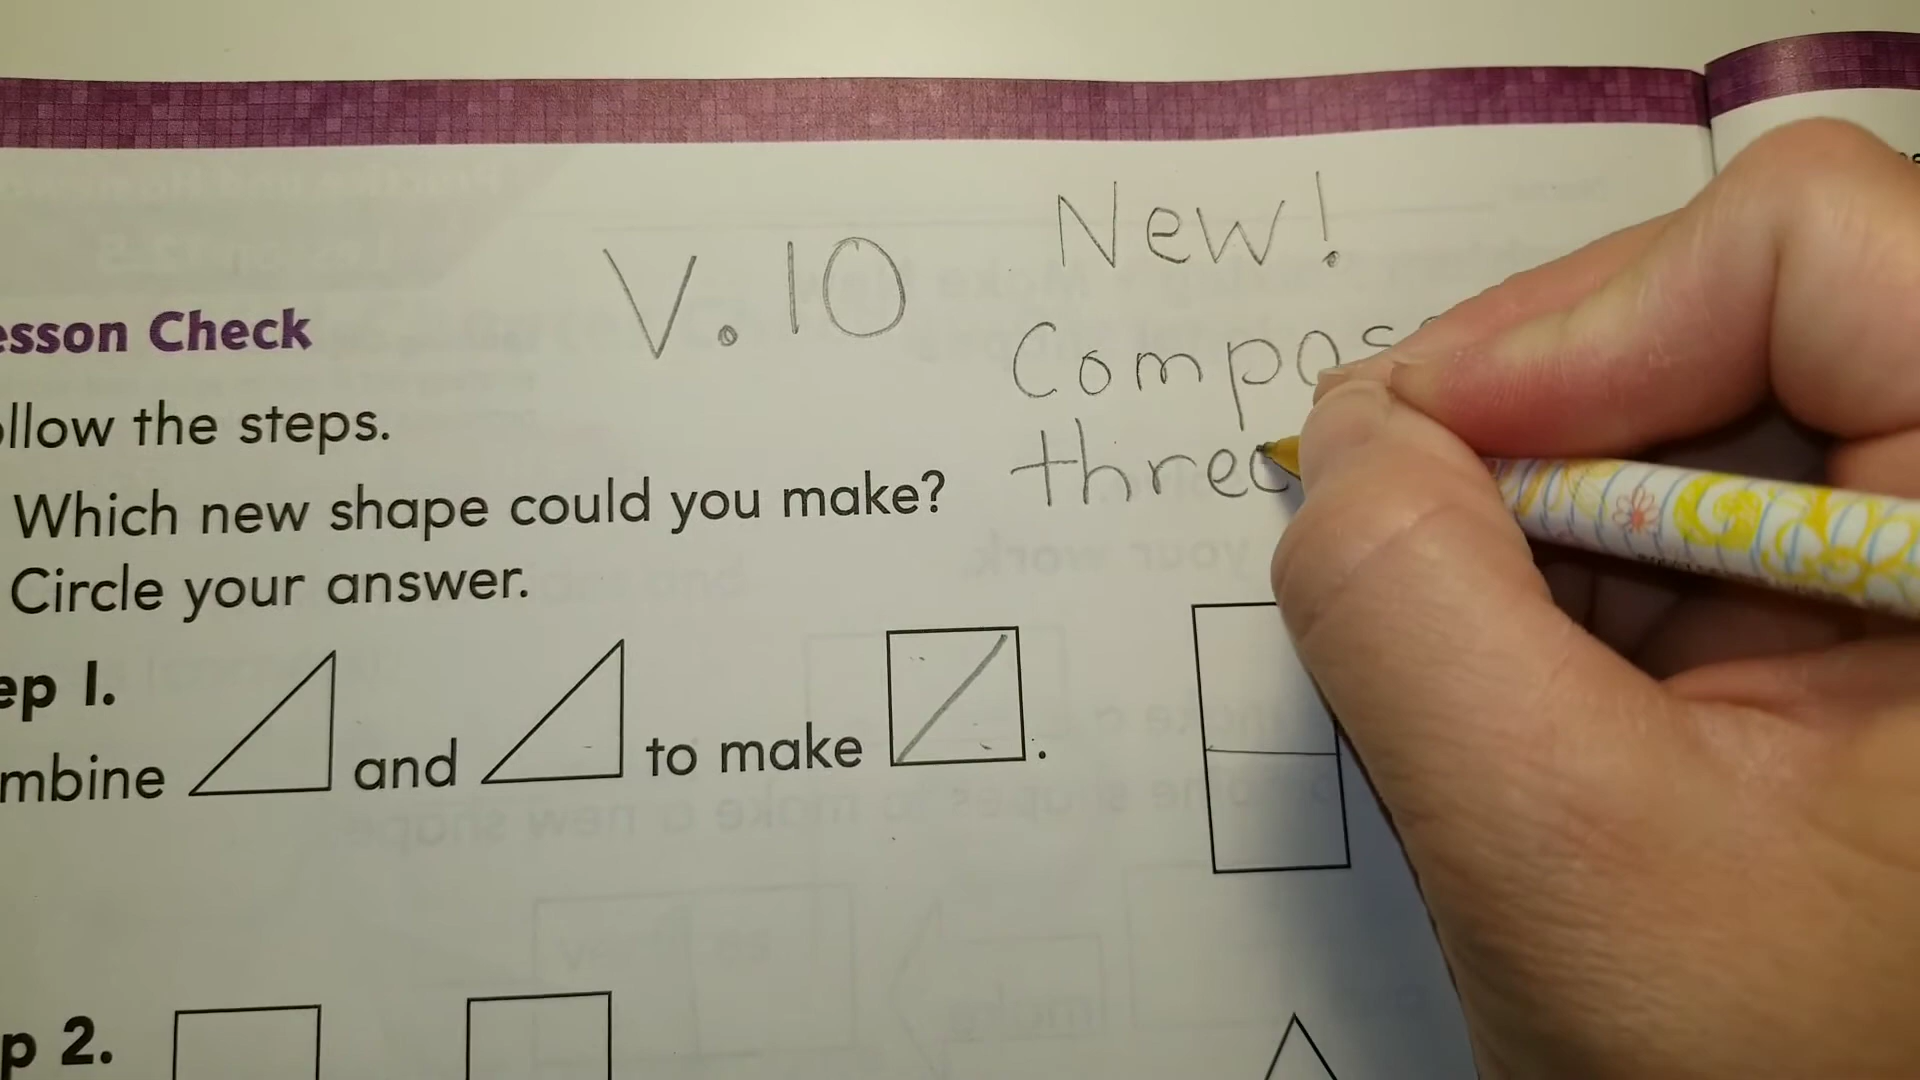 V. 10
New!
Compos
three
esson Check
ollow the steps.
Which new shape could you make?
Circle your answer.
ep 1.
mbine and to make .
p 2.